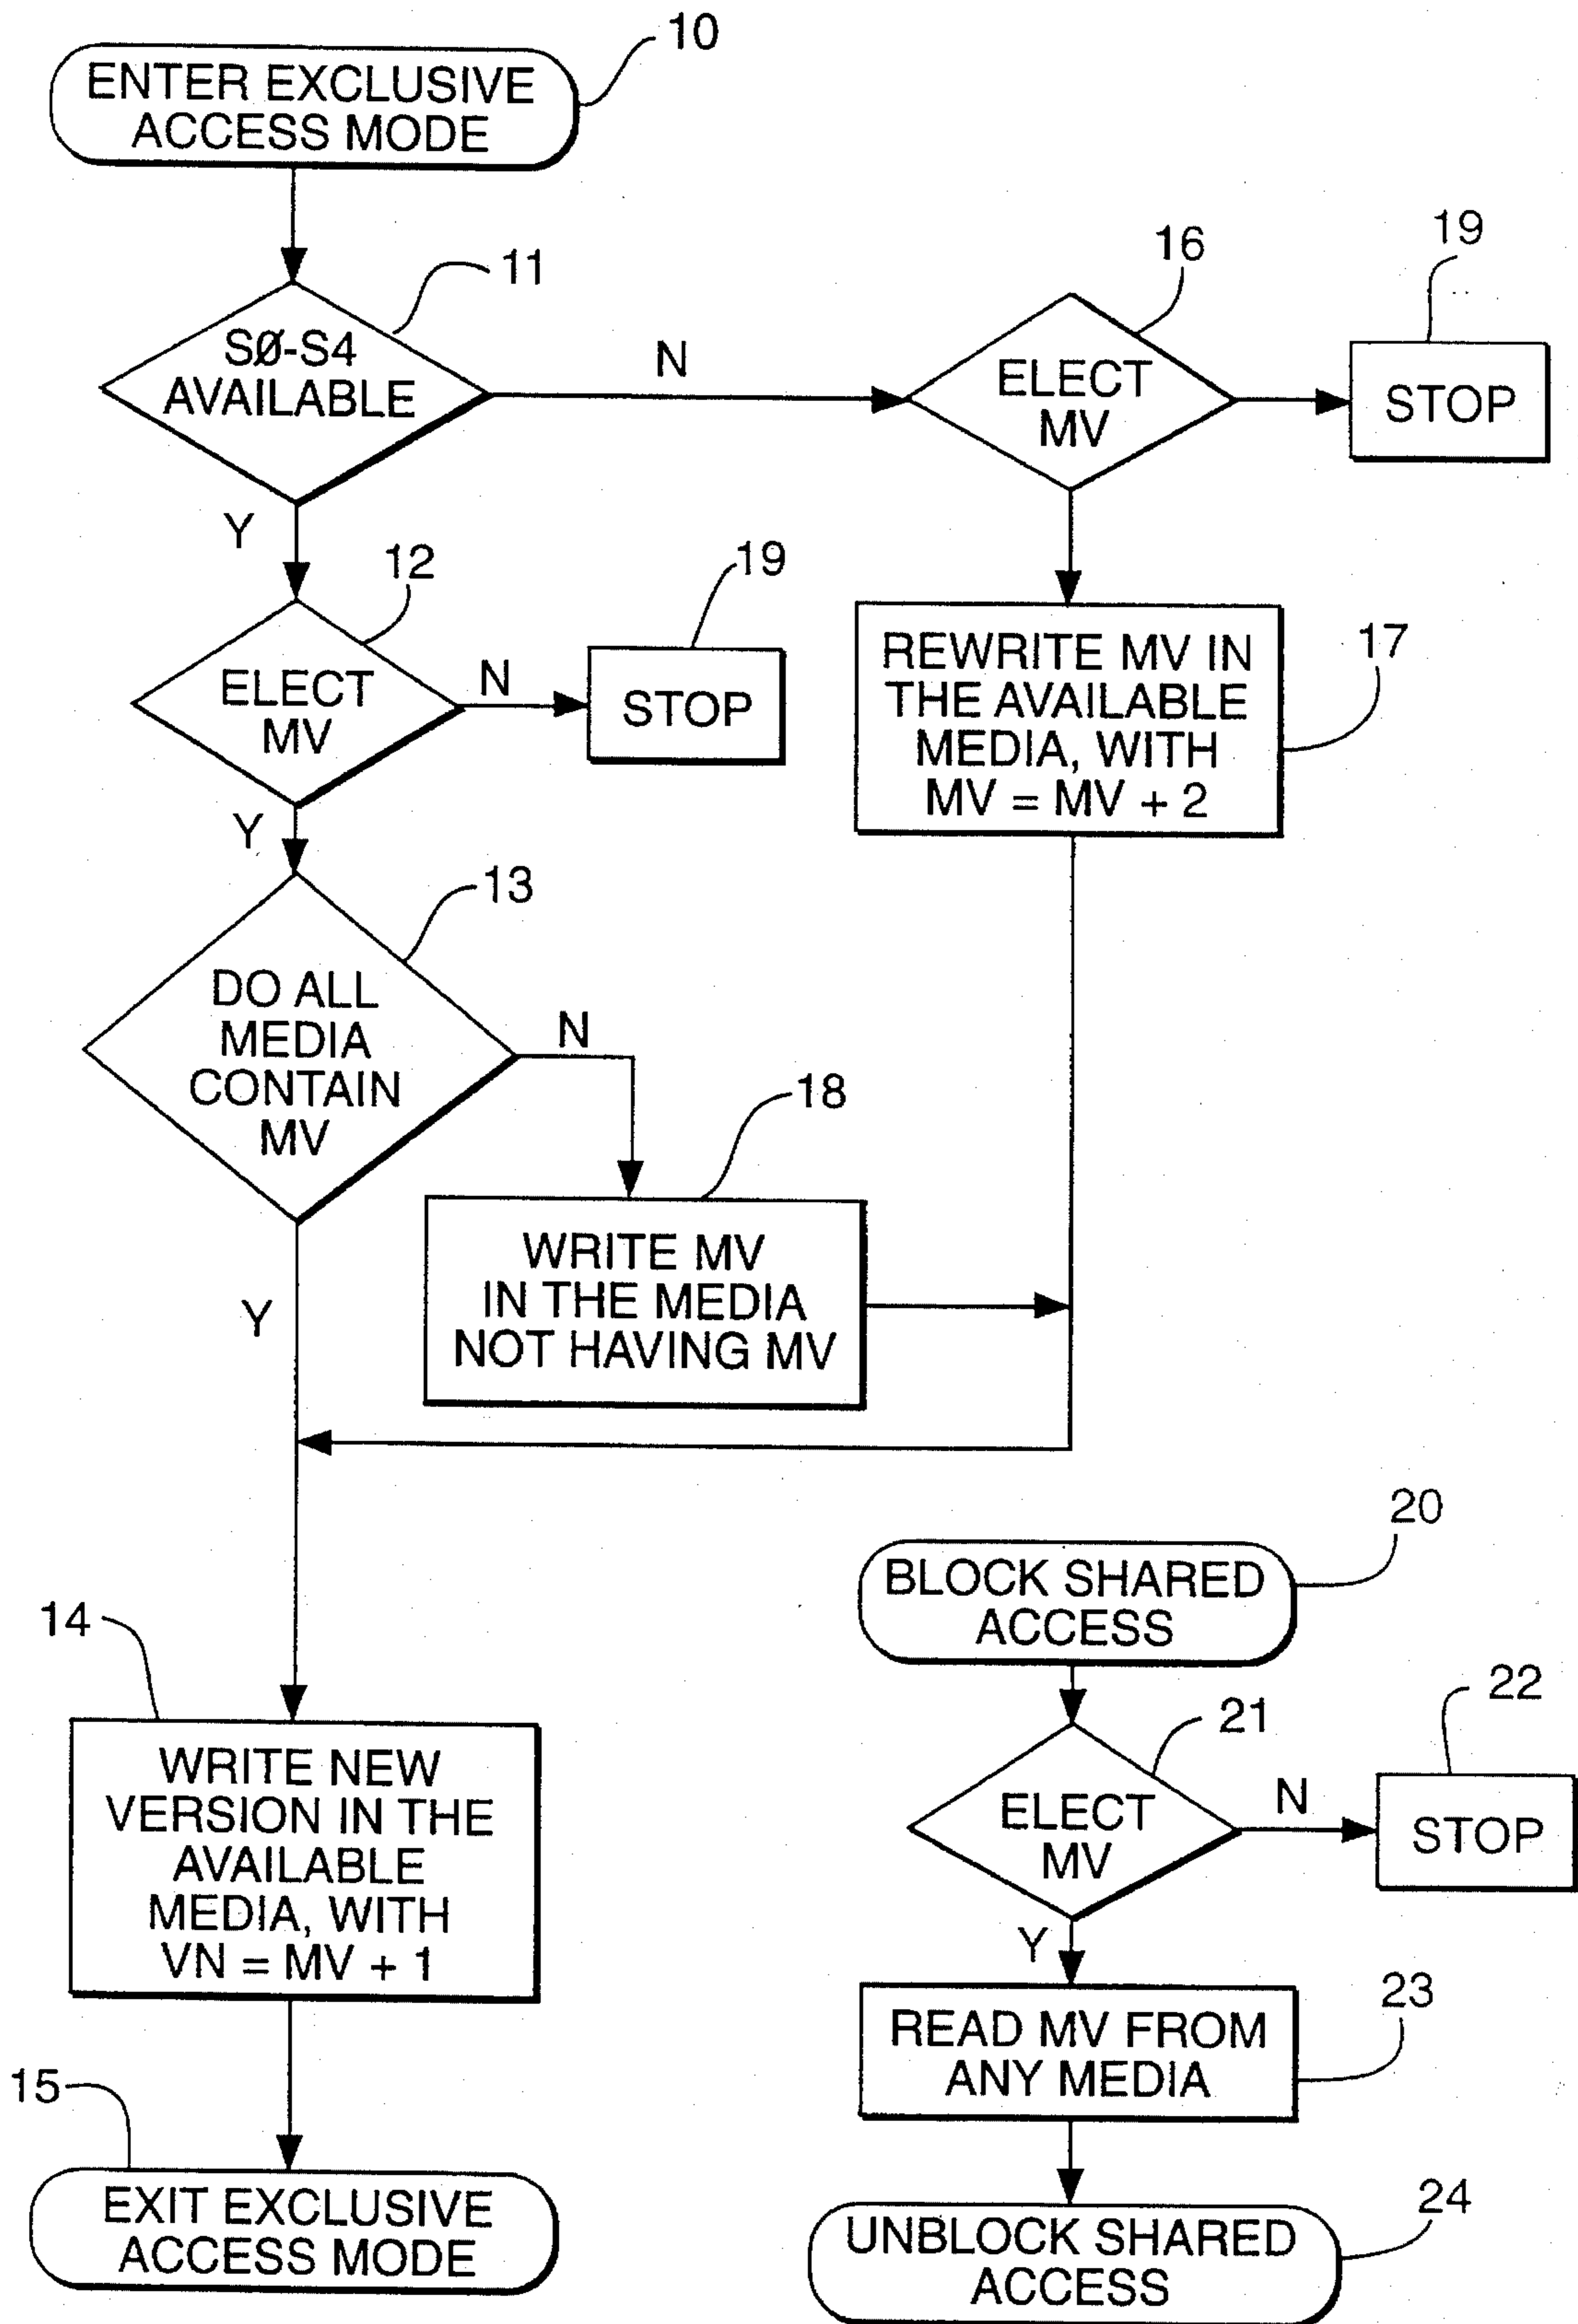 10
ENTER EXCLUSIVE
ACCESS MODE
11
SØ-S4
AVAILABLE
N
Y
16
ELECT
MV
19
STOP
12
ELECT
MV
N
19
STOP
Y
REWRITE MV IN
THE AVAILABLE
MEDIA, WITH
MV = MV + 2
17
13
DO ALL
MEDIA
CONTAIN
MV
N
Y
18
WRITE MV
IN THE MEDIA
NOT HAVING MV
14
WRITE NEW
VERSION IN THE
AVAILABLE
MEDIA, WITH
VN = MV + 1
15
EXIT EXCLUSIVE
ACCESS MODE
20
BLOCK SHARED
ACCESS
21
ELECT
MV
N
22
STOP
Y
23
READ MV FROM
ANY MEDIA
24
UNBLOCK SHARED
ACCESS